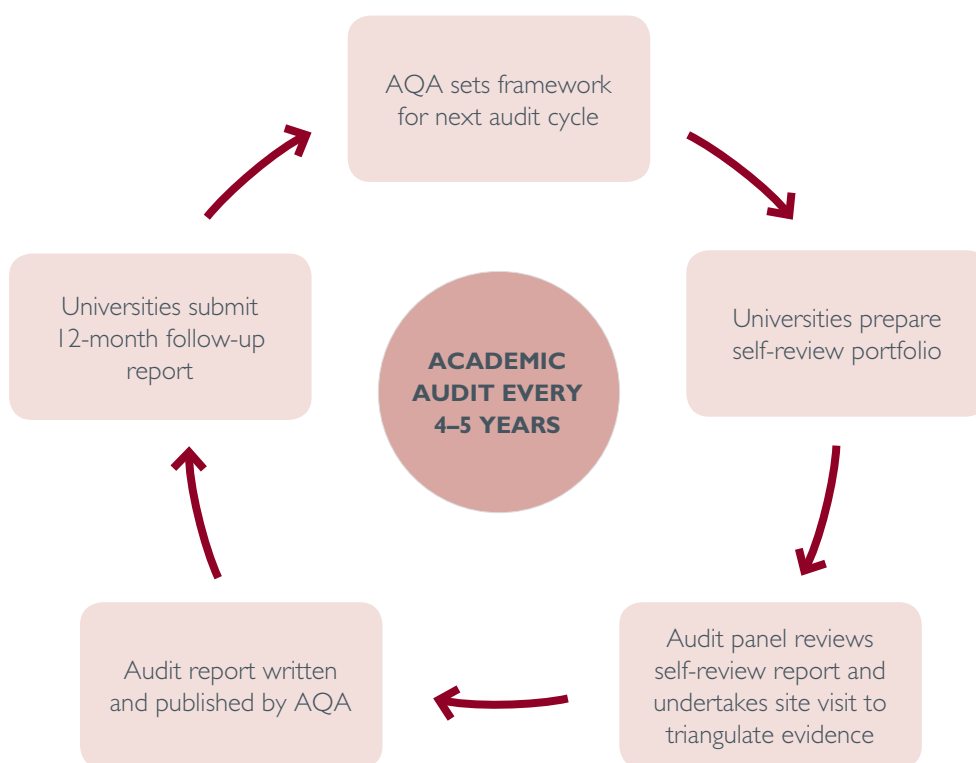 AQA sets framework
for next audit cycle
Universities prepare
self-review portfolio
Audit panel reviews
self-review report and
undertakes site visit to
triangulate evidence
Audit report written
and published by AQA
Universities submit
12-month follow-up
report
ACADEMIC
AUDIT EVERY
4–5 YEARS